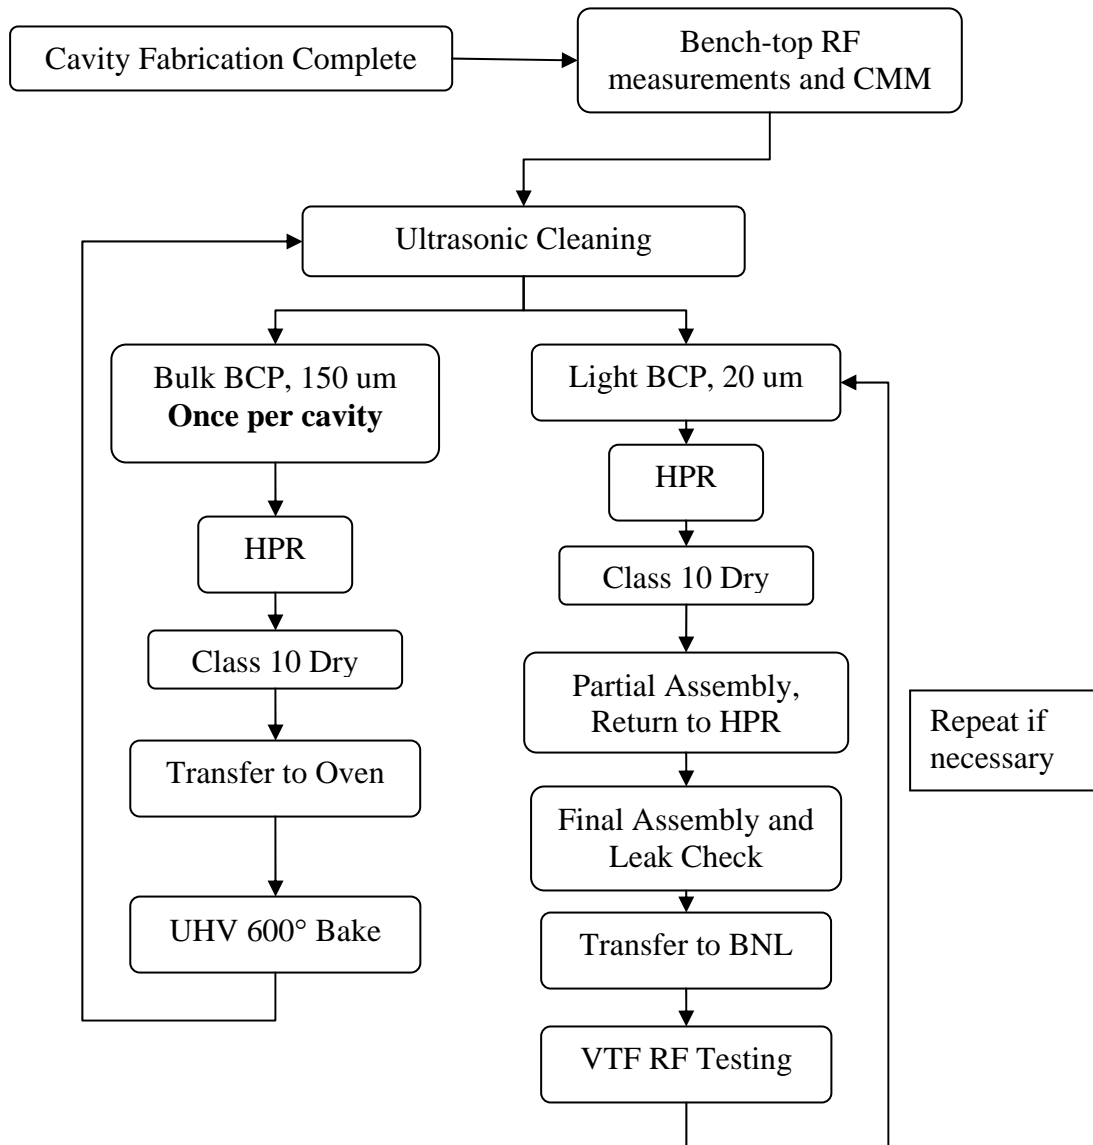 Cavity Fabrication Complete
Bench-top RF
measurements and CMM
Ultrasonic Cleaning
Bulk BCP, 150 um
Once per cavity
HPR
Class 10 Dry
Transfer to Oven
UHV 600° Bake
Light BCP, 20 um
HPR
Class 10 Dry
Partial Assembly,
Return to HPR
Final Assembly and
Leak Check
Transfer to BNL
VTF RF Testing
Repeat if
necessary